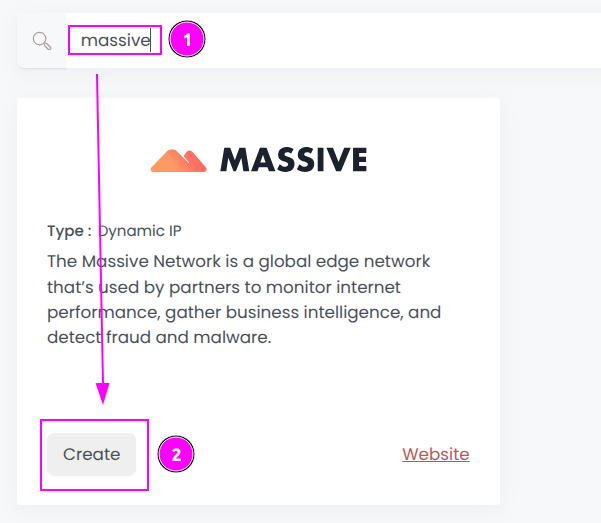 massive
1
MASSIVE
Type : Dynamic IP
The Massive Network is a global edge network
that’s used by partners to monitor internet
performance, gather business intelligence, and
detect fraud and malware.
Create
2
Website